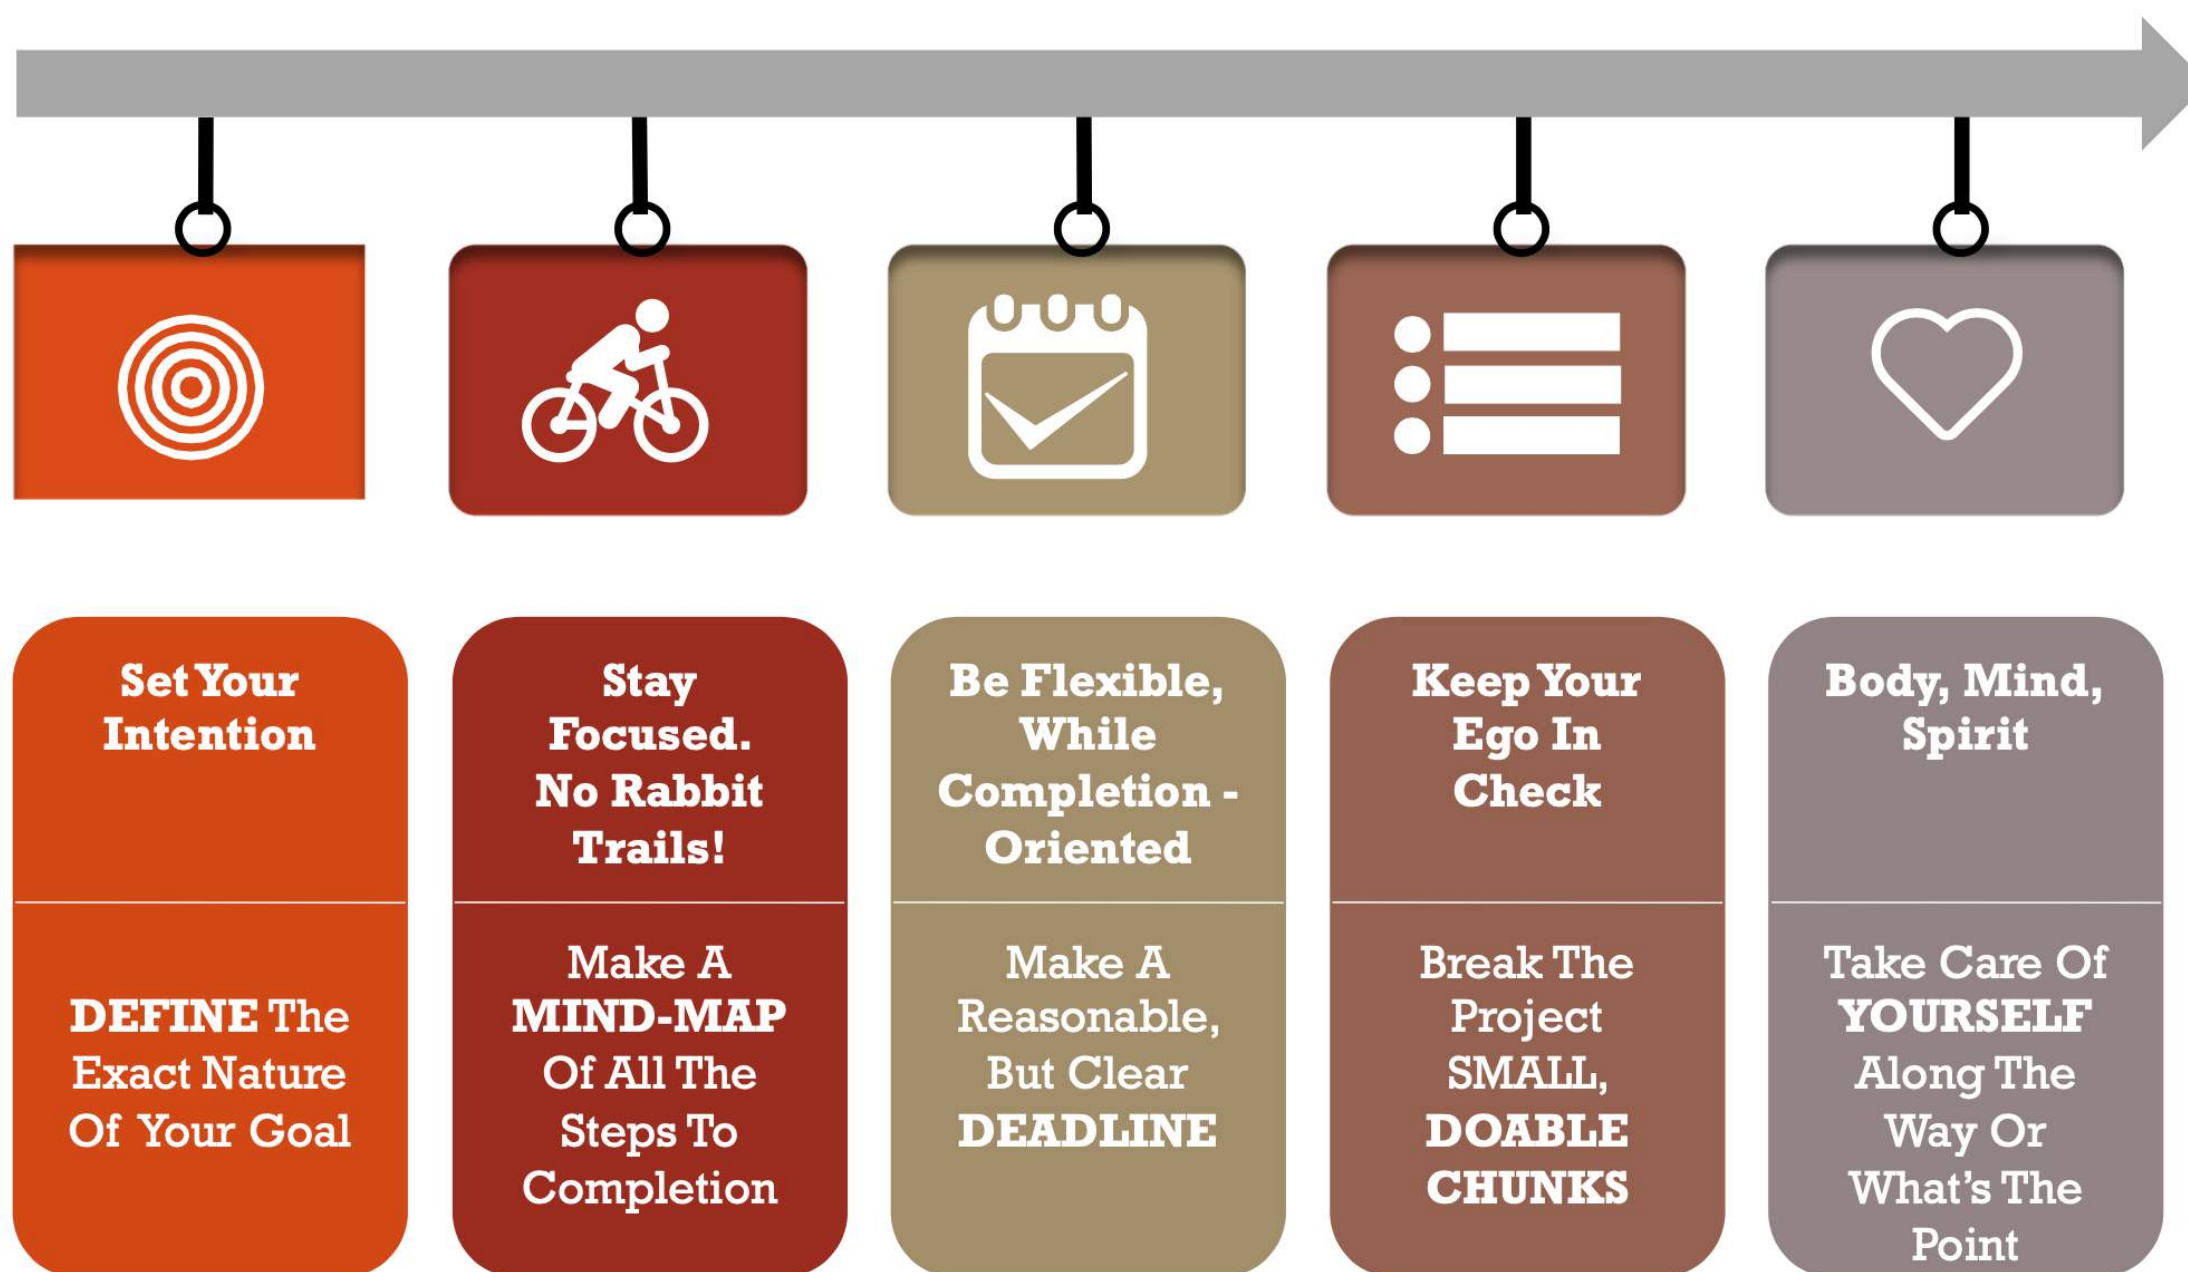 Set Your
Intention
DEFINE The
Exact Nature
Of Your Goal
Stay
Focused.
No Rabbit
Trails!
Make A
MIND-MAP
Of All The
Steps To
Completion
Be Flexible,
While
Completion -
Oriented
Make A
Reasonable,
But Clear
DEADLINE
Keep Your
Ego In
Check
Break The
Project
SMALL,
DOABLE
CHUNKS
Body, Mind,
Spirit
Take Care Of
YOURSELF
Along The
Way Or
What's The
Point